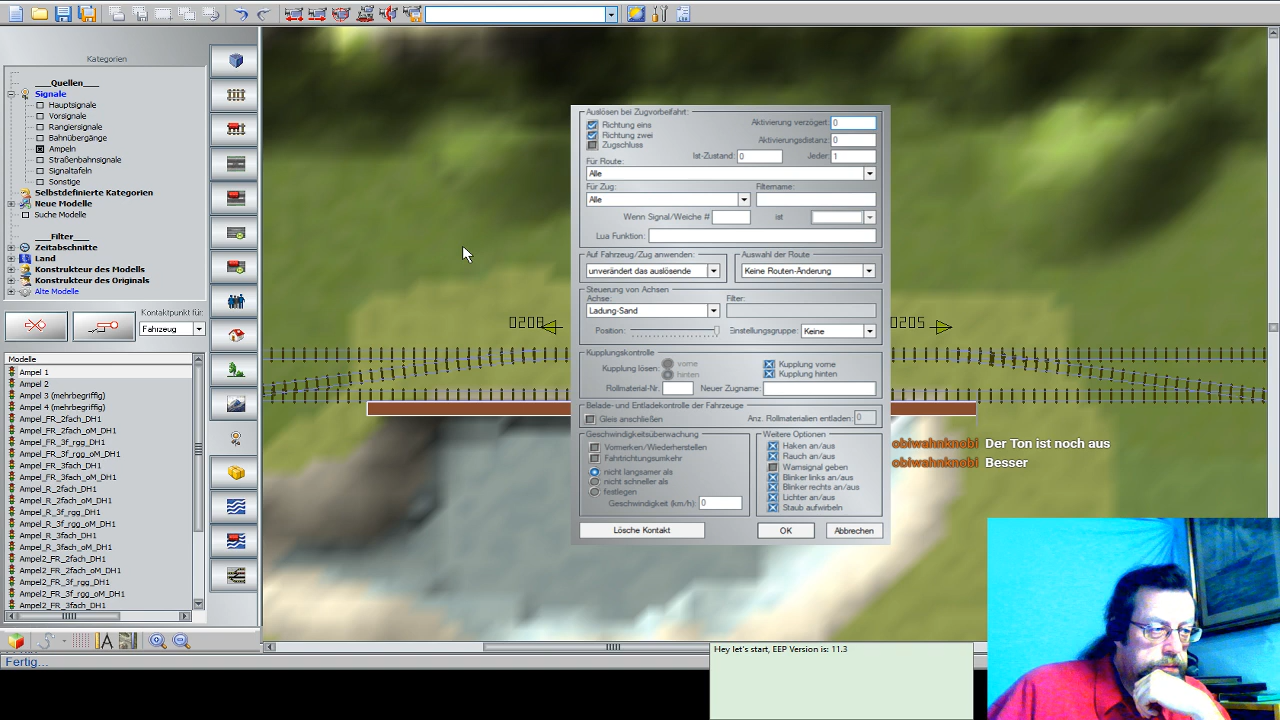 Kategorien
___Quellen___
Signale
Hauptsignale
Vorsignale
Rangiersignale
Bahnübergänge
Ampeln
Straßenbahnsignale
Signaltafeln
Sonstige
Selbstdefinierte Kategorien
Neue Modelle
Suche Modelle
___Filter___
Zeitabschnitte
Land
Konstrukteur des Modells
Konstrukteur des Originals
Alte Modelle
Kontaktpunkt für:
Fahrzeug
Modelle
Ampel 1
Ampel 2
Ampel 3 (mehrbegriffig)
Ampel 4 (mehrbegriffig)
Ampel_FR_2fach_DH1
Ampel_FR_2fach_oM_DH1
Ampel_FR_3f_rgg_DH1
Ampel_FR_3f_rgg_oM_DH1
Ampel_FR_3fach_DH1
Ampel_FR_3fach_oM_DH1
Ampel_R_2fach_DH1
Ampel_R_2fach_oM_DH1
Ampel_R_3f_rgg_DH1
Ampel_R_3f_rgg_oM_DH1
Ampel_R_3fach_DH1
Ampel_R_3fach_oM_DH1
Ampel2_FR_2fach_DH1
Ampel2_FR_2fach_oM_DH1
Ampel2_FR_3f_rgg_DH1
Ampel2_FR_3f_rgg_oM_DH1
Ampel2_FR_3fach_DH1
Fertig...
0208
0205
Auslösen bei Zugvorbeifahrt:
Richtung eins
Richtung zwei
Zugschluss
Aktivierung verzögert: 0
Aktivierungsdistanz: 0
Ist-Zustand: 0
Jeder: 1
Für Route:
Alle
Für Zug:
Filtername:
Alle
Wenn Signal/Weiche #
ist
Lua Funktion:
Auf Fahrzeug/Zug anwenden:
Auswahl der Route
unverändert das auslösende
Keine Routen-Änderung
Steuerung von Achsen
Achse:
Filter:
Ladung-Sand
Position:
Einstellungsgruppe: Keine
Kupplungskontrolle
Kupplung lösen:
vorne
hinten
Kupplung vorne
Kupplung hinten
Rollmaterial-Nr.
Neuer Zugname:
Belade- und Entladekontrolle der Fahrzeuge
Gleis anschließen
Anz. Rollmaterialien entladen: 0
Geschwindigkeitsüberwachung
Vormerken/Wiederherstellen
Fahrtrichtungsumkehr
nicht langsamer als
nicht schneller als
festlegen
Geschwindigkeit (km/h): 0
Weitere Optionen
Haken an/aus
Rauch an/aus
Warnsignal geben
Blinker links an/aus
Blinker rechts an/aus
Lichter an/aus
Staub aufwirbeln
Lösche Kontakt
OK
Abbrechen
obiwahnknobi Der Ton ist noch aus
obiwahnknobi Besser
Hey let's start, EEP Version is: 11.3